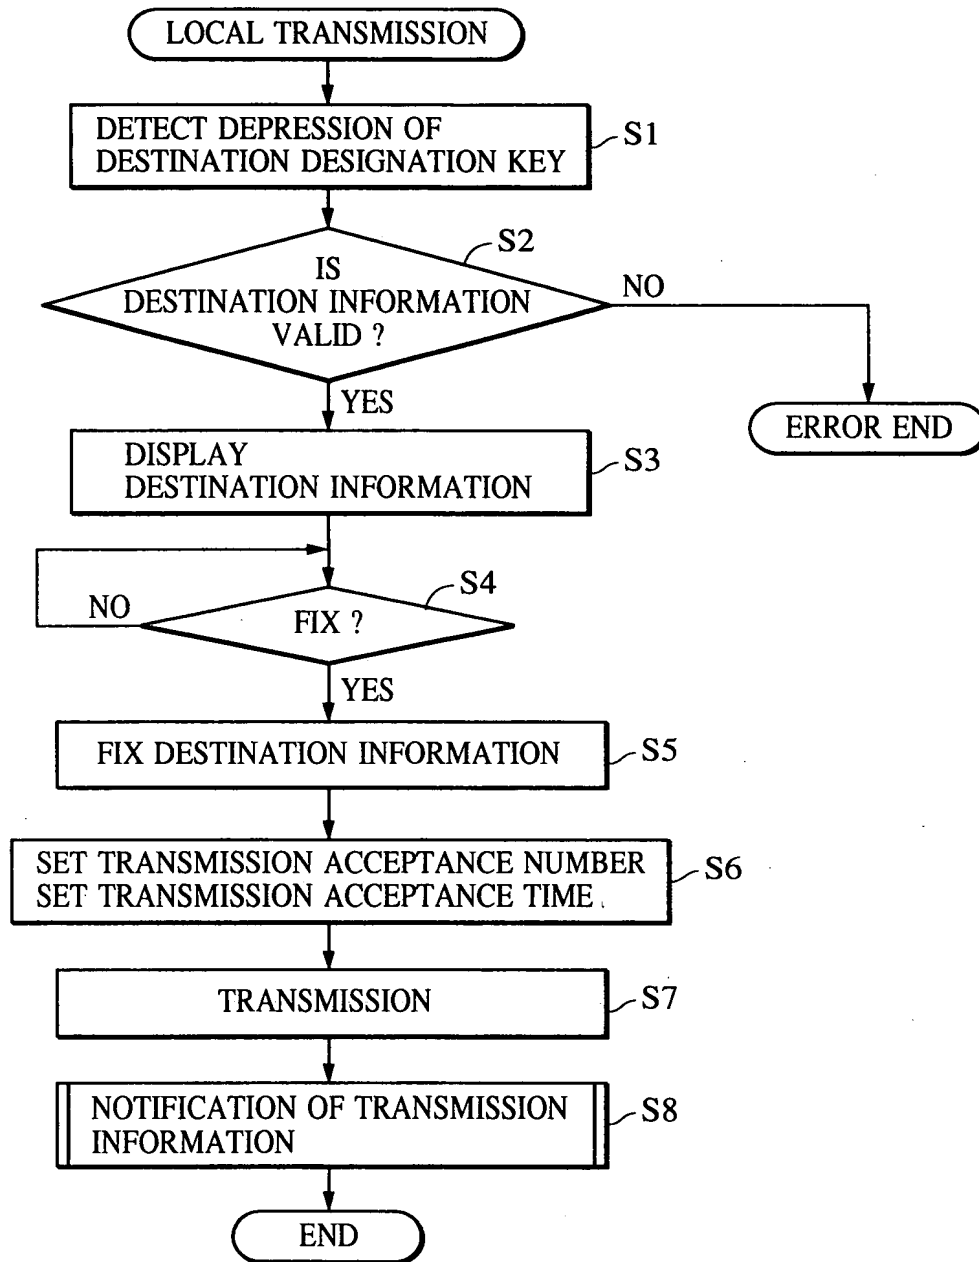 LOCAL TRANSMISSION
DETECT DEPRESSION OF
DESTINATION DESIGNATION KEY
S1
S2
IS
DESTINATION INFORMATION
VALID ?
NO
YES
ERROR END
DISPLAY
DESTINATION INFORMATION
S3
S4
FIX ?
NO
YES
FIX DESTINATION INFORMATION
S5
SET TRANSMISSION ACCEPTANCE NUMBER
SET TRANSMISSION ACCEPTANCE TIME
S6
TRANSMISSION
S7
NOTIFICATION OF TRANSMISSION
INFORMATION
S8
END